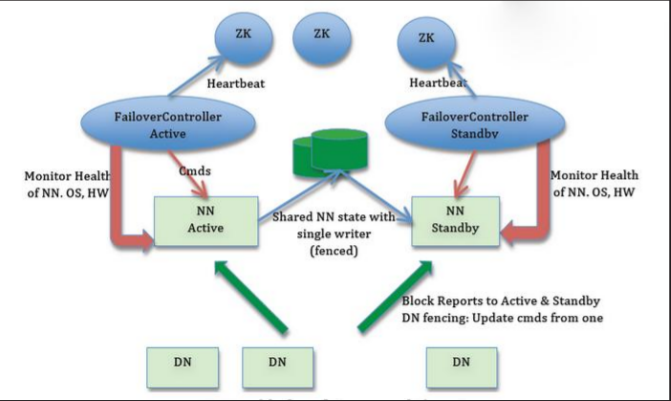 ZK
ZK
ZK
Heartbeat
Heartbeat
FailoverController
Active
FailoverController
Standby
Cmds
Monitor Health
of NN. OS, HW
Monitor Health
of NN. OS, HW
NN
Active
Shared NN state with
single writer
(fenced)
NN
Standby
Block Reports to Active & Standby
DN fencing: Update cmds from one
DN
DN
DN